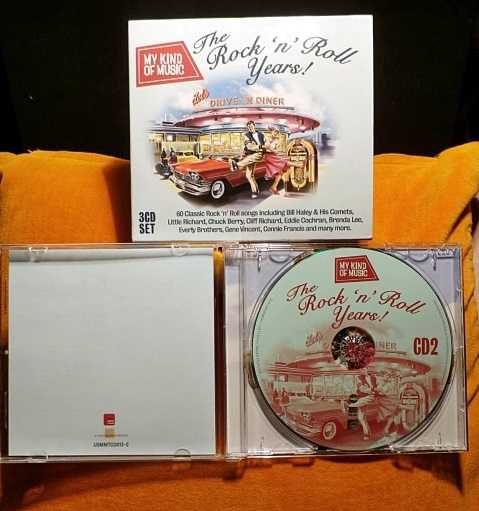 MY KIND
OF MUSIC
The
Rock 'n' Roll
Years!
DRIVE-IN DINER
3CD
SET
60 Classic Rock 'n' Roll songs including Bill Haley & His Comets,
Little Richard, Chuck Berry, Cliff Richard, Eddie Cochran, Brenda Lee,
Everly Brothers, Gene Vincent, Connie Francis and many more.
MY KIND
OF MUSIC
The
Rock 'n' Roll
Years!
DINER
CD2